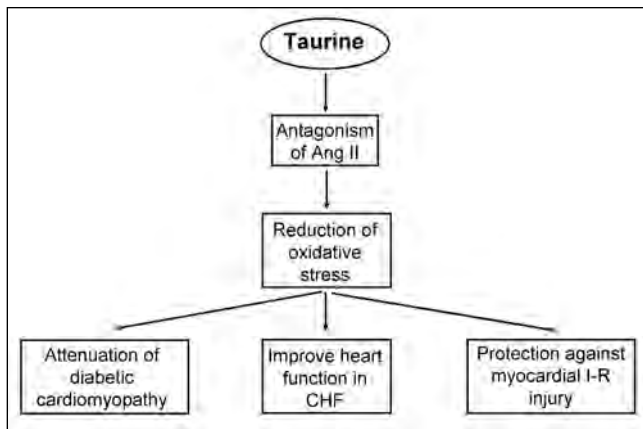 Taurine
Antagonism
of Ang II
Reduction of
oxidative
stress
Attenuation of
diabetic
cardiomyopathy
Improve heart
function in
CHF
Protection against
myocardial I-R
injury